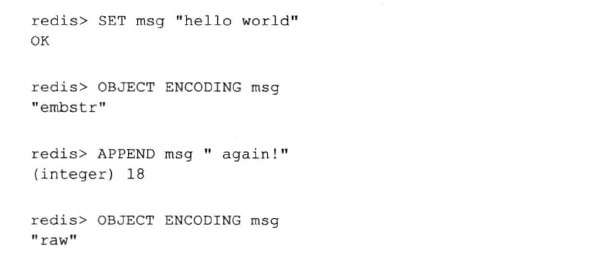 redis> SET msg "hello world"
OK
redis> OBJECT ENCODING msg
"embstr"
redis> APPEND msg " again!"
(integer) 18
redis> OBJECT ENCODING msg
"raw"